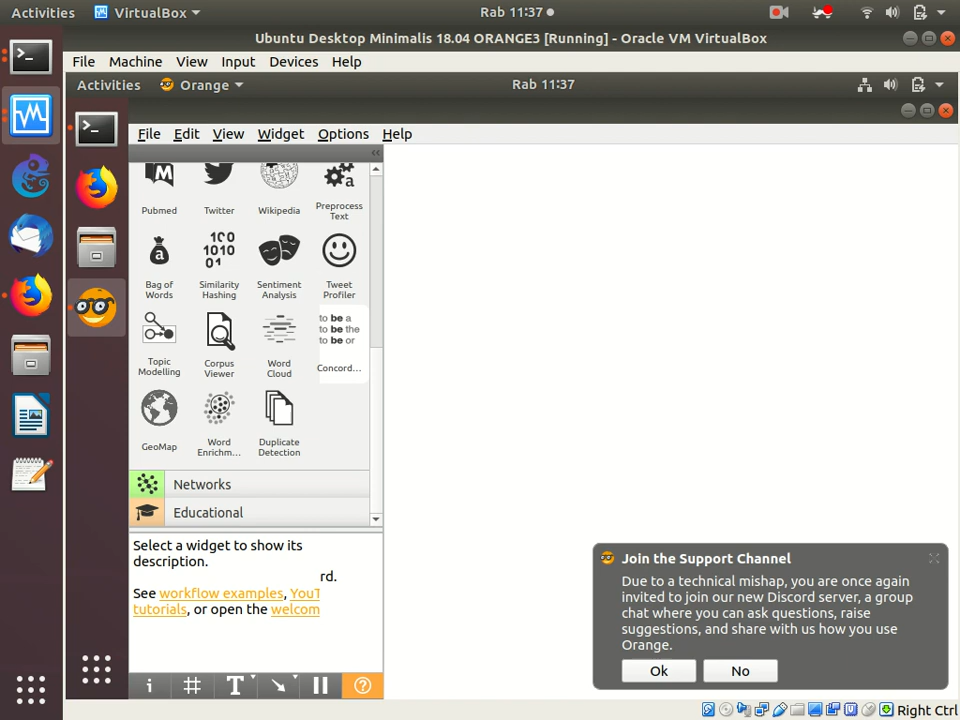 Activities VirtualBox Rab 11:37
Ubuntu Desktop Minimalis 18.04 ORANGE3 [Running] - Oracle VM VirtualBox
File Machine View Input Devices Help
Activities Orange Rab 11:37
File Edit View Widget Options Help
Pubmed Twitter Wikipedia Preprocess
Text
Bag of Similarity Sentiment Tweet
Words Hashing Analysis Profiler
to be a
to be the
to be or
Topic Corpus Word Concord...
Modelling Viewer Cloud
GeoMap Word Duplicate
Enrichm... Detection
Networks
Educational
Select a widget to show its
description.
rd.
See workflow examples, YouT
tutorials, or open the welcom
Join the Support Channel
Due to a technical mishap, you are once again
invited to join our new Discord server, a group
chat where you can ask questions, raise
suggestions, and share with us how you use
Orange.
Ok No
Right Ctrl